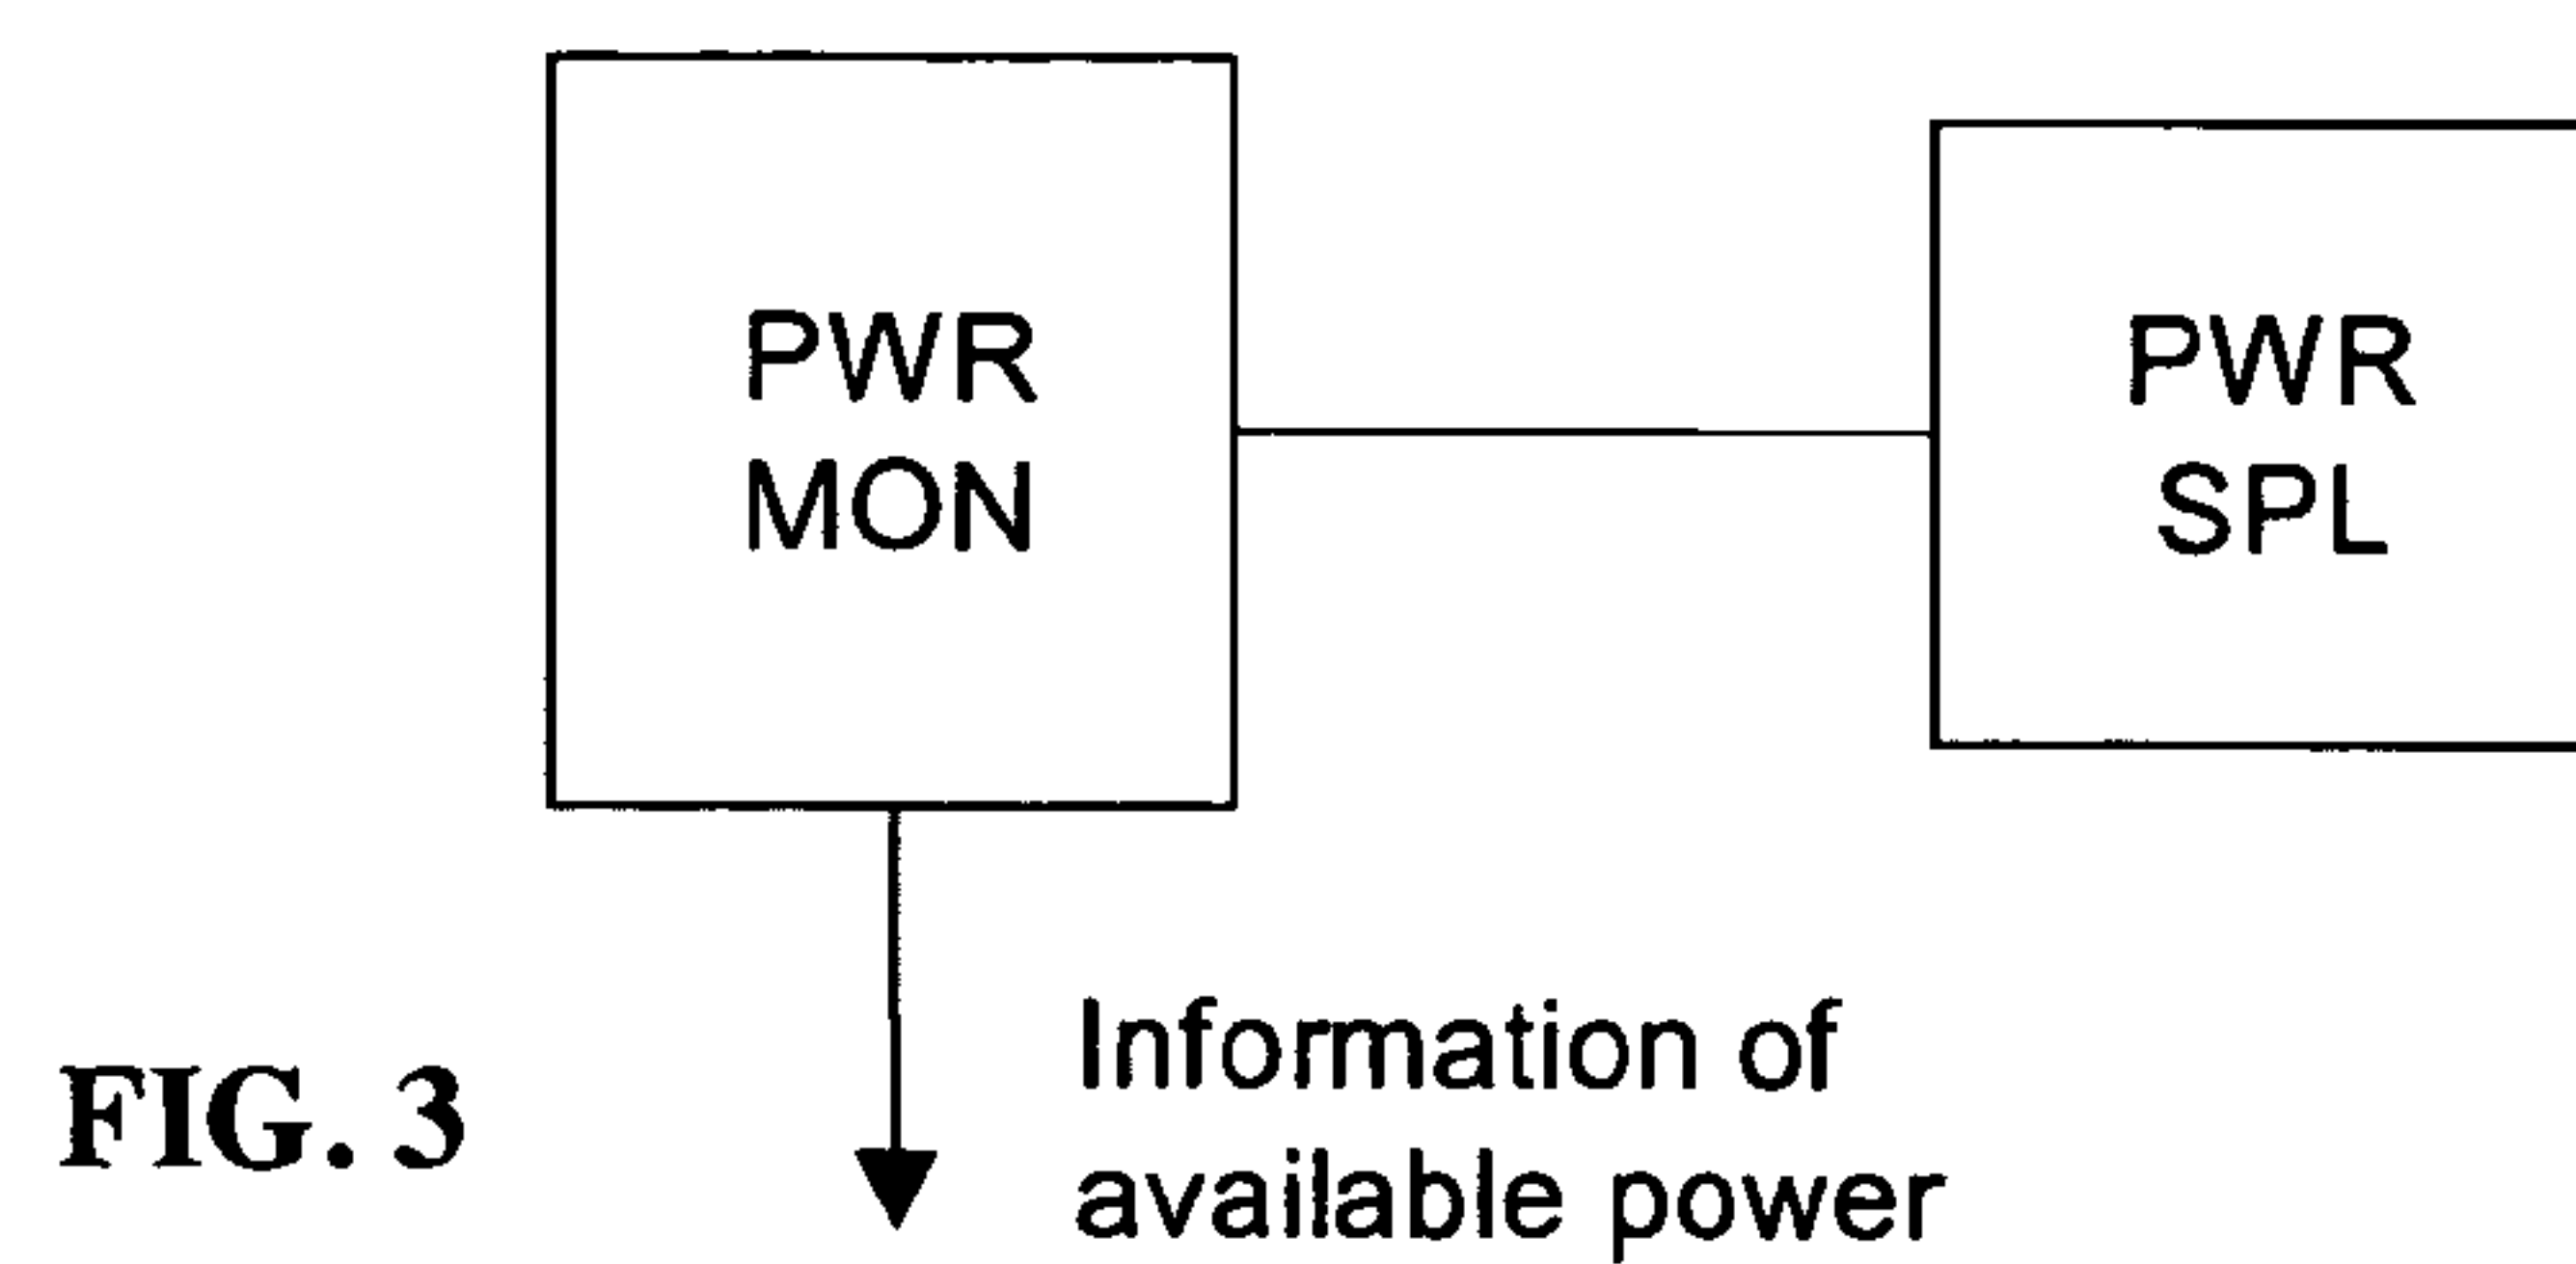 PWR
MON
PWR
SPL
Information of
available power
FIG. 3